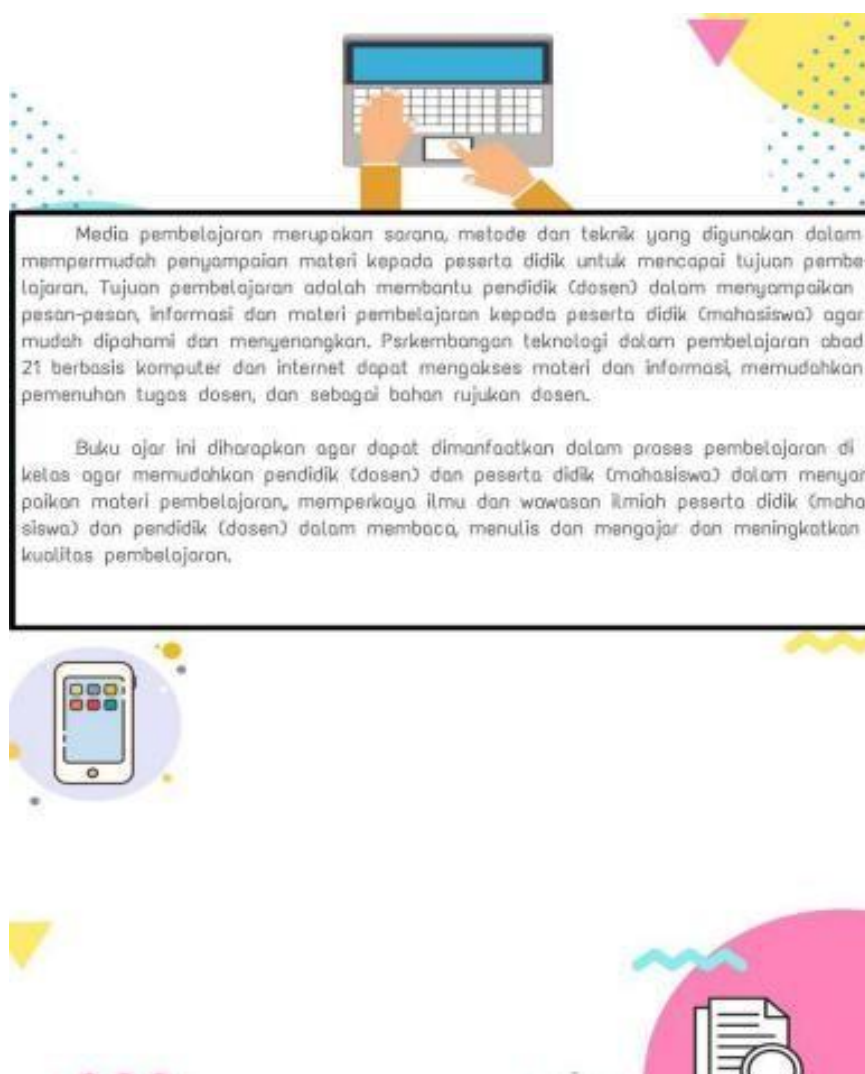 Media pembelajaran merupakan sarana, metode dan teknik yang digunakan dalam
mempermudah penyampaian materi kepada peserta didik untuk mencapai tujuan pembe
lajaran. Tujuan pembelajaran adalah membantu pendidik (dosen) dalam menyampaikan
pesan-pesan, informasi dan materi pembelajaran kepada peserta didik (mahasiswa) agar
mudah dipahami dan menyenangkan. Psrkembangan teknologi dalam pembelajaran abad
21 berbasis komputer dan internet dapat mengakses materi dan informasi, memudahkan
pemenuhan tugas dosen, dan sebagai bahan rujukan dosen.
Buku ajar ini diharapkan agar dapat dimanfaatkan dalam proses pembelajaran di
kelas agar memudahkan pendidik (dosen) dan peserta didik (mahasiswa) dalam menyar
paikan materi pembelajaran, memperkaya ilmu dan wawasan ilmiah peserta didik (maha
siswa) dan pendidik (dosen) dalam membaca, menulis dan mengajar dan meningkatkan
kualitas pembelajaran.